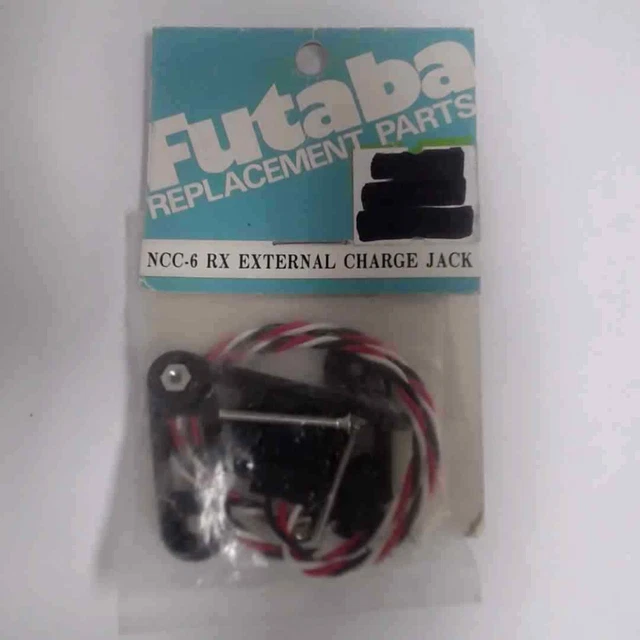 Futaba
REPLACEMENT PARTS
NCC-6 RX EXTERNAL CHARGE JACK